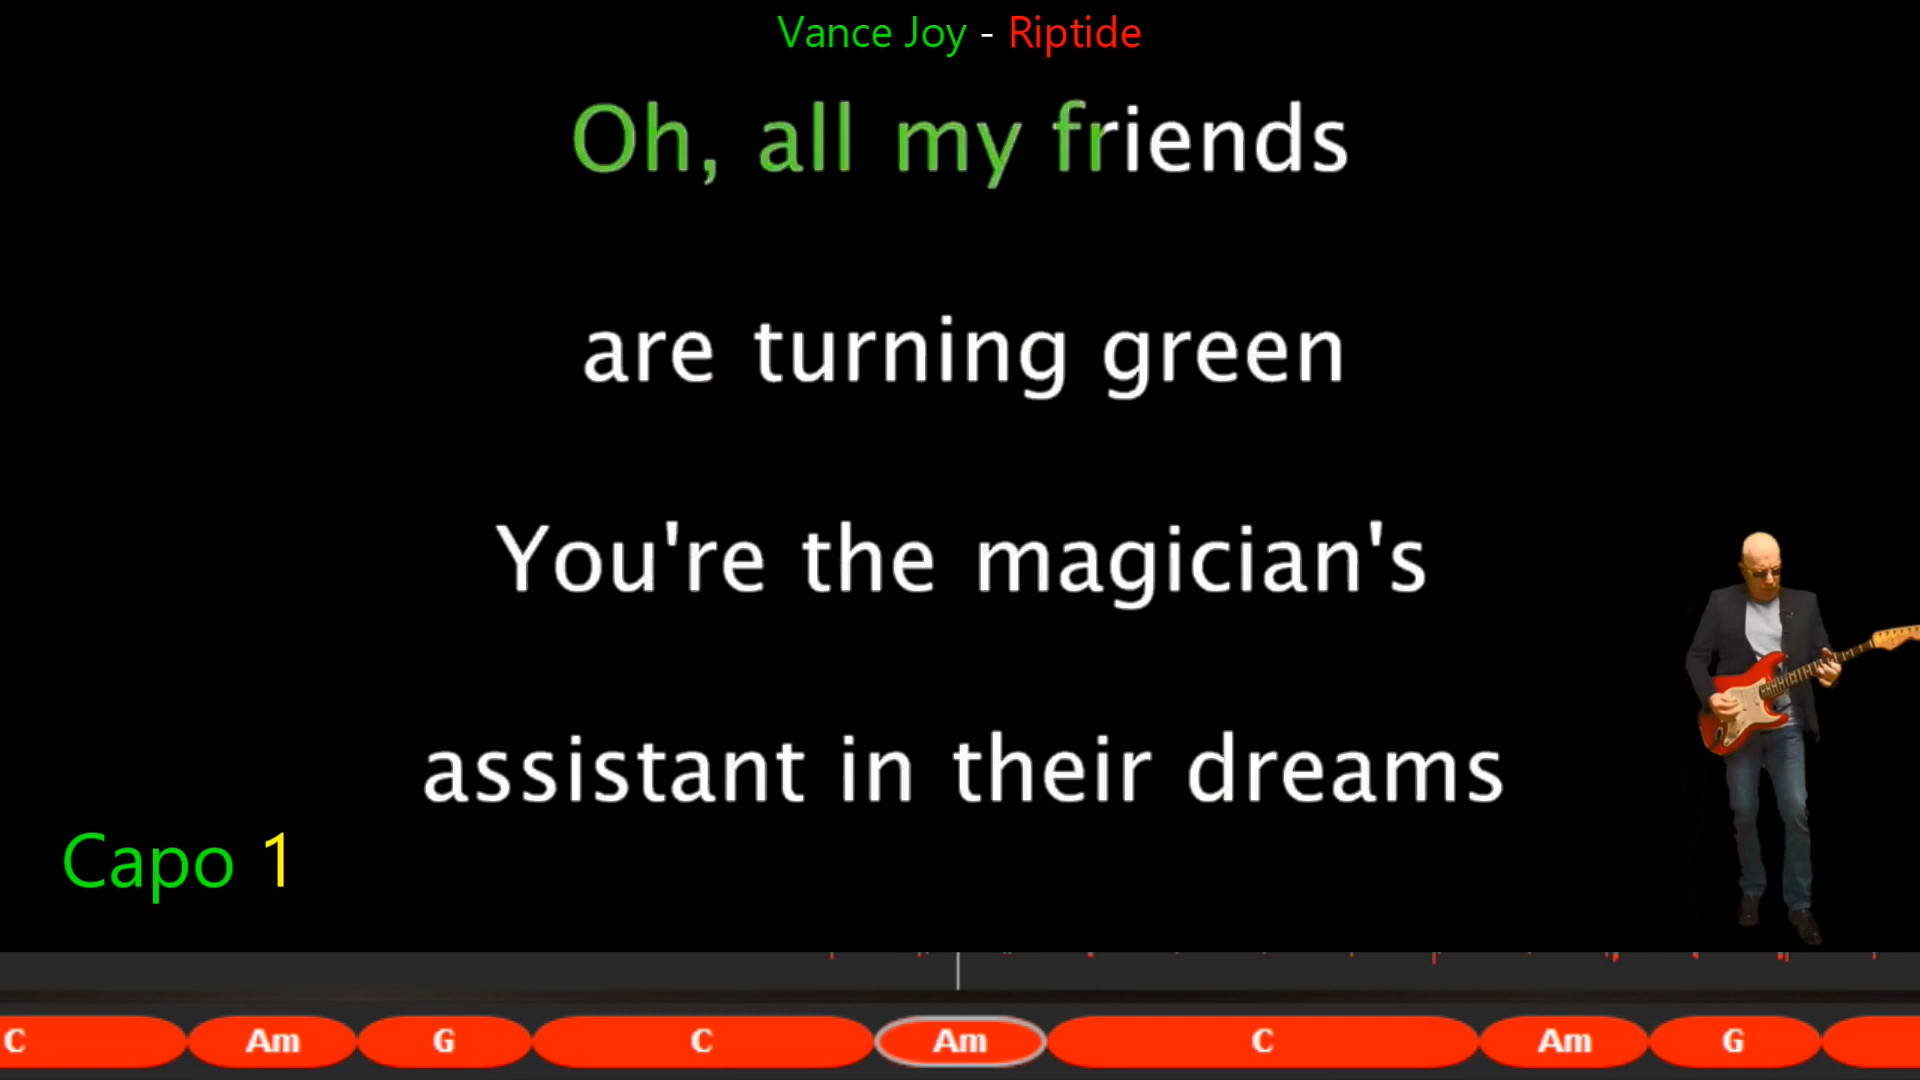 Vance Joy - Riptide
Oh, all my friends
are turning green
You're the magician's
assistant in their dreams
Capo 1
C Am G C Am C Am G